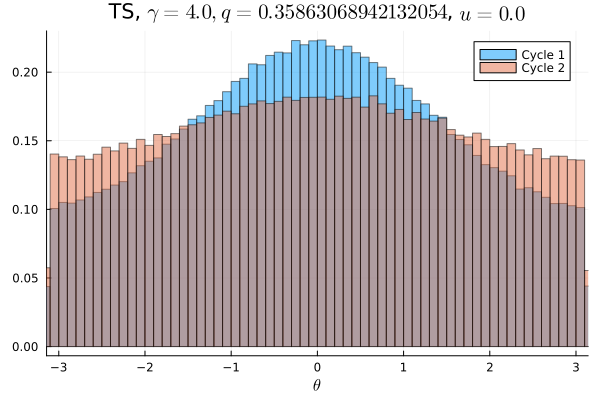 TS, γ = 4.0, q = 0.35863068942132054, u = 0.0
Cycle 1
Cycle 2
0.20
0.15
0.10
0.05
0.00
−3 −2 −1 0 1 2 3
θ